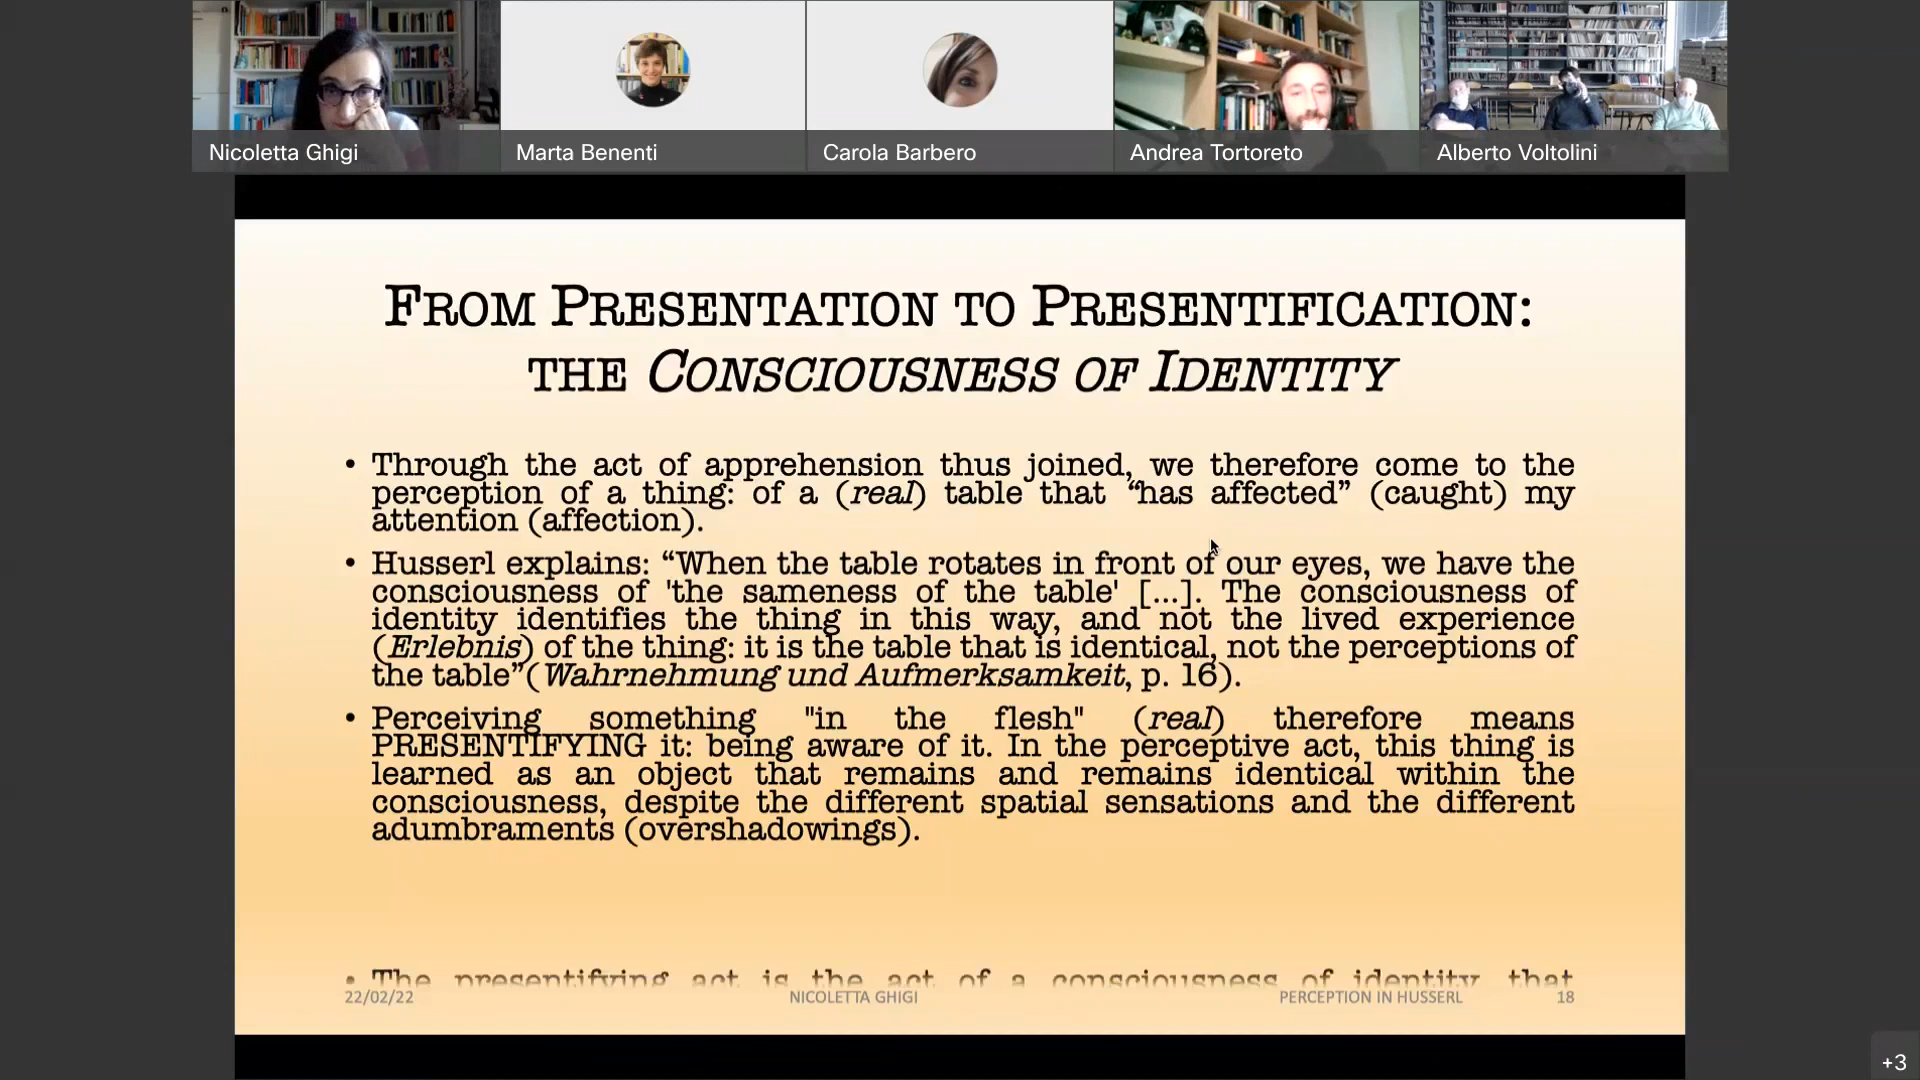 Nicoletta Ghigi
Marta Benenti
Carola Barbero
Andrea Tortoreto
Alberto Voltolini
FROM PRESENTATION TO PRESENTIFICATION:
THE CONSCIOUSNESS OF IDENTITY
• Through the act of apprehension thus joined, we therefore come to the
perception of a thing: of a (real) table that “has affected” (caught) my
attention (affection).
• Husserl explains: “When the table rotates in front of our eyes, we have the
consciousness of 'the sameness of the table' [...]. The consciousness of
identity identifies the thing in this way, and not the lived experience
(Erlebnis) of the thing: it is the table that is identical, not the perceptions of
the table”(Wahrnehmung und Aufmerksamkeit, p. 16).
• Perceiving something "in the flesh" (real) therefore means
PRESENTIFYING it: being aware of it. In the perceptive act, this thing is
learned as an object that remains and remains identical within the
consciousness, despite the different spatial sensations and the different
adumbraments (overshadowings).
• The presentifying act is the act of a consciousness of identity that
22/02/22
NICOLETTA GHIGI
PERCEPTION IN HUSSERL
18
+3